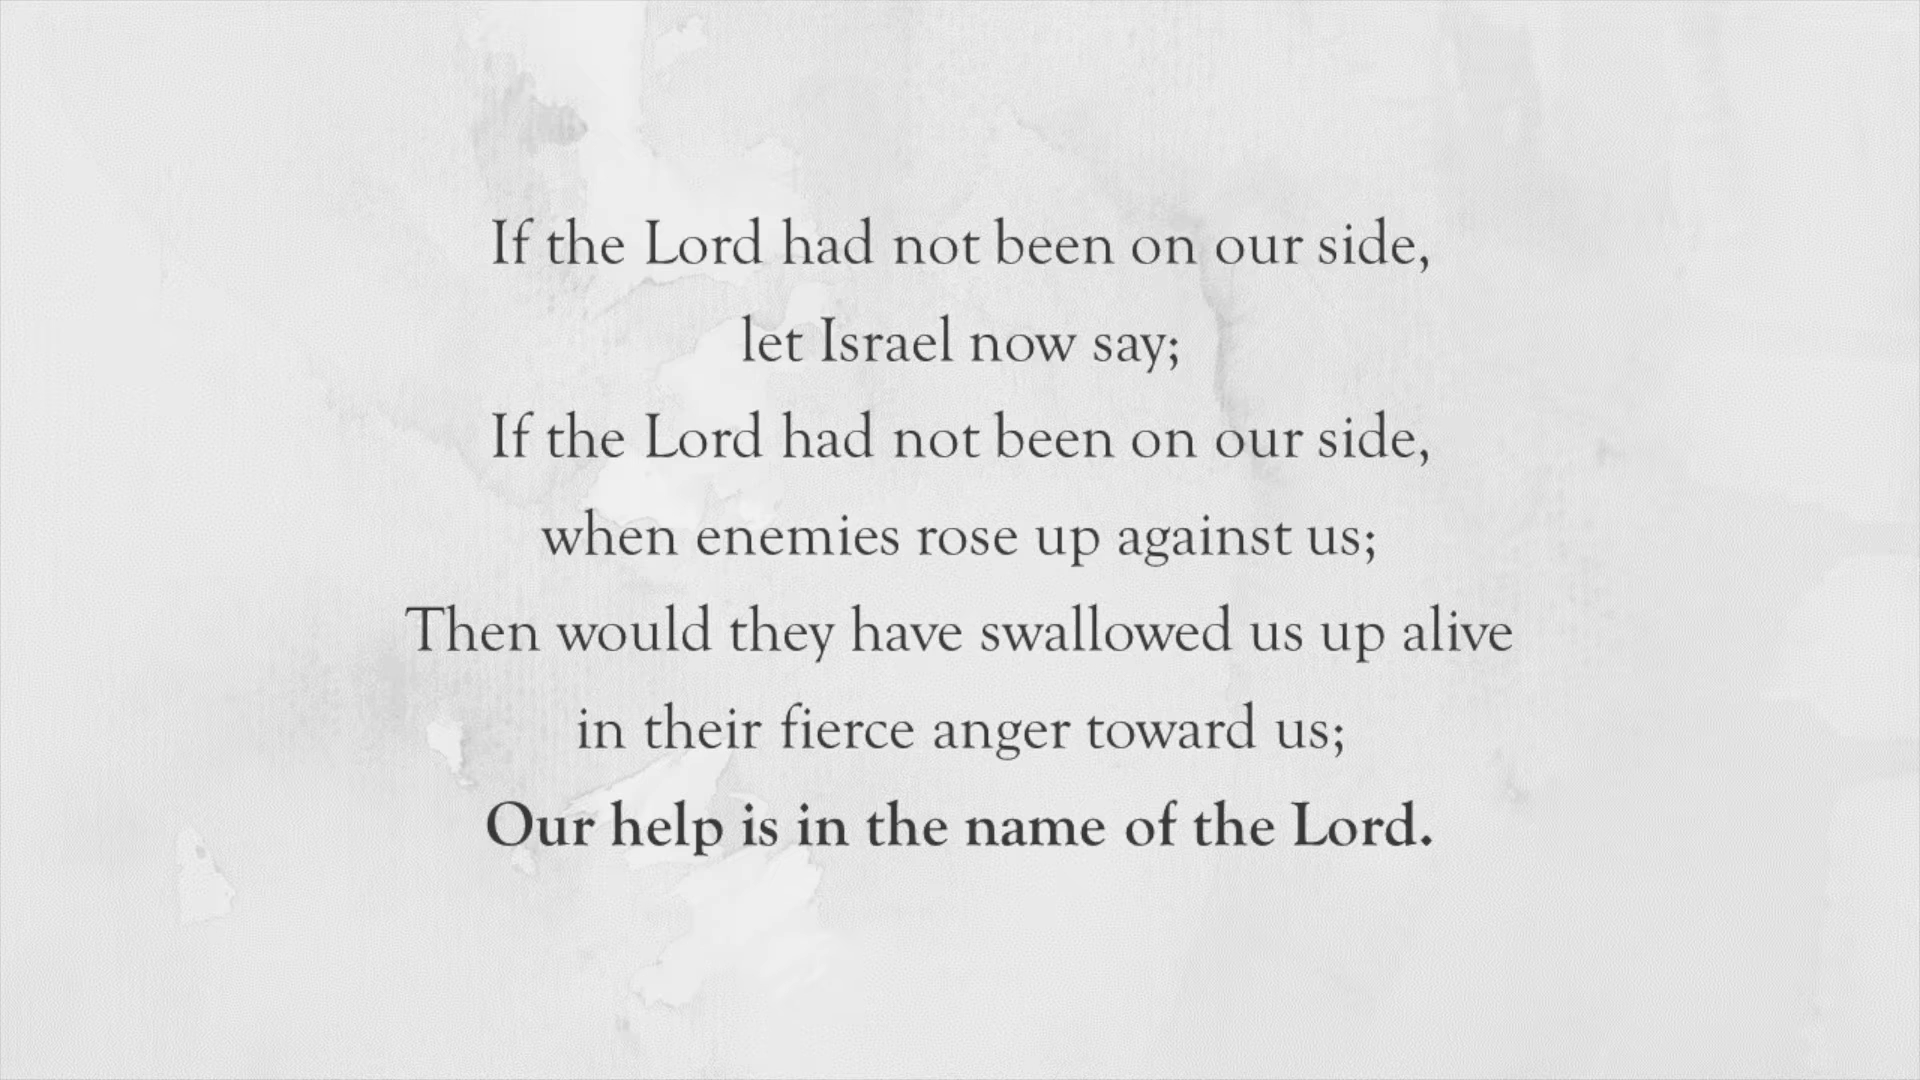 If the Lord had not been on our side,
let Israel now say;
If the Lord had not been on our side,
when enemies rose up against us;
Then would they have swallowed us up alive
in their fierce anger toward us;
Our help is in the name of the Lord.